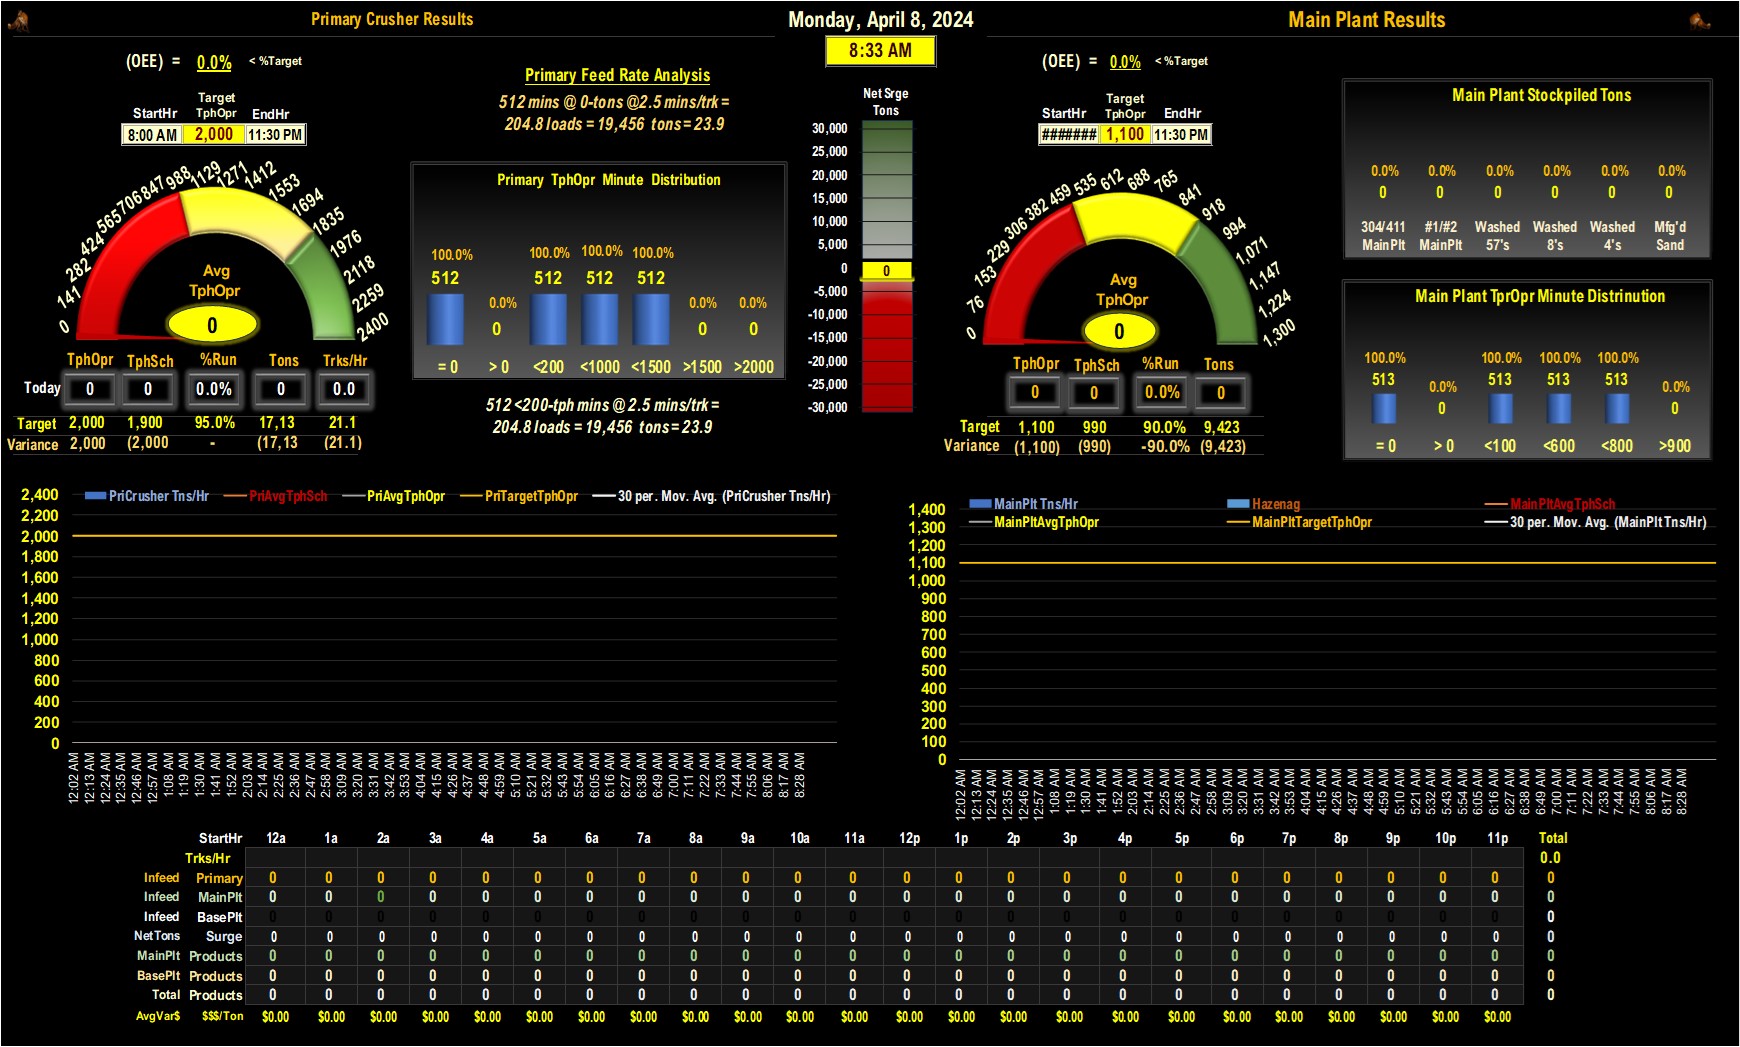 Primary Crusher Results
Monday, April 8, 2024
Main Plant Results
8:33 AM
(OEE) = 0.0% < %Target
Target
StartHr TphOpr EndHr
8:00 AM 2,000 11:30 PM
0 141 282 424 565 706 847 988 1129 1271 1412 1553 1694 1835 1976 2118 2259 2400
Avg
TphOpr
0
TphOpr TphSch %Run Tons Trks/Hr
Today 0 0 0.0% 0 0.0
Target 2,000 1,900 95.0% 17,13 21.1
Variance 2,000 (2,000 - (17,13 (21.1)
Primary Feed Rate Analysis
512 mins @ 0-tons @2.5 mins/trk =
204.8 loads = 19,456 tons = 23.9
Primary TphOpr Minute Distribution
100.0% 0.0% 100.0% 100.0% 100.0% 0.0% 0.0%
512 0 512 512 512 0 0
= 0 > 0 <200 <1000 <1500 >1500 >2000
512 <200-tph mins @ 2.5 mins/trk =
204.8 loads = 19,456 tons = 23.9
Net Srge
Tons
30,000
25,000
20,000
15,000
10,000
5,000
0 0
-5,000
-10,000
-15,000
-20,000
-25,000
-30,000
(OEE) = 0.0% < %Target
Target
StartHr TphOpr EndHr
####### 1,100 11:30 PM
0 76 153 229 306 382 459 535 612 688 765 841 918 994 1,071 1,147 1,224 1,300
Avg
TphOpr
0
TphOpr TphSch %Run Tons
0 0 0.0% 0
Target 1,100 990 90.0% 9,423
Variance (1,100) (990) -90.0% (9,423)
Main Plant Stockpiled Tons
0.0% 0.0% 0.0% 0.0% 0.0% 0.0%
0 0 0 0 0 0
304/411 #1/#2 Washed Washed Washed Mfg'd
MainPlt MainPlt 57's 8's 4's Sand
Main Plant TprOpr Minute Distrinution
100.0% 0.0% 100.0% 100.0% 100.0% 0.0%
513 0 513 513 513 0
= 0 > 0 <100 <600 <800 >900
PriCrusher Tns/Hr PriAvgTphSch PriAvgTphOpr PriTargetTphOpr 30 per. Mov. Avg. (PriCrusher Tns/Hr)
2,400
2,200
2,000
1,800
1,600
1,400
1,200
1,000
800
600
400
200
0
12:02 AM 12:13 AM 12:24 AM 12:35 AM 12:46 AM 12:57 AM 1:08 AM 1:19 AM 1:30 AM 1:41 AM 1:52 AM 2:03 AM 2:14 AM 2:25 AM 2:36 AM 2:47 AM 2:58 AM 3:09 AM 3:20 AM 3:31 AM 3:42 AM 3:53 AM 4:04 AM 4:15 AM 4:26 AM 4:37 AM 4:48 AM 4:59 AM 5:10 AM 5:21 AM 5:32 AM 5:43 AM 5:54 AM 6:05 AM 6:16 AM 6:27 AM 6:38 AM 6:49 AM 7:00 AM 7:11 AM 7:22 AM 7:33 AM 7:44 AM 7:55 AM 8:06 AM 8:17 AM 8:28 AM
MainPlt Tns/Hr Hazenag MainPltAvgTphSch
MainPltAvgTphOpr MainPltTargetTphOpr 30 per. Mov. Avg. (MainPlt Tns/Hr)
1,400
1,300
1,200
1,100
1,000
900
800
700
600
500
400
300
200
100
0
12:02 AM 12:13 AM 12:24 AM 12:35 AM 12:46 AM 12:57 AM 1:08 AM 1:19 AM 1:30 AM 1:41 AM 1:52 AM 2:03 AM 2:14 AM 2:25 AM 2:36 AM 2:47 AM 2:58 AM 3:09 AM 3:20 AM 3:31 AM 3:42 AM 3:53 AM 4:04 AM 4:15 AM 4:26 AM 4:37 AM 4:48 AM 4:59 AM 5:10 AM 5:21 AM 5:32 AM 5:43 AM 5:54 AM 6:05 AM 6:16 AM 6:27 AM 6:38 AM 6:49 AM 7:00 AM 7:11 AM 7:22 AM 7:33 AM 7:44 AM 7:55 AM 8:06 AM 8:17 AM 8:28 AM
StartHr 12a 1a 2a 3a 4a 5a 6a 7a 8a 9a 10a 11a 12p 1p 2p 3p 4p 5p 6p 7p 8p 9p 10p 11p Total
Trks/Hr 0.0
Infeed Primary 0 0 0 0 0 0 0 0 0 0 0 0 0 0 0 0 0 0 0 0 0 0 0 0 0
Infeed MainPlt 0 0 0 0 0 0 0 0 0 0 0 0 0 0 0 0 0 0 0 0 0 0 0 0 0
Infeed BasePlt 0 0 0 0 0 0 0 0 0 0 0 0 0 0 0 0 0 0 0 0 0 0 0 0 0
NetTons Surge 0 0 0 0 0 0 0 0 0 0 0 0 0 0 0 0 0 0 0 0 0 0 0 0 0
MainPlt Products 0 0 0 0 0 0 0 0 0 0 0 0 0 0 0 0 0 0 0 0 0 0 0 0 0
BasePlt Products 0 0 0 0 0 0 0 0 0 0 0 0 0 0 0 0 0 0 0 0 0 0 0 0 0
Total Products 0 0 0 0 0 0 0 0 0 0 0 0 0 0 0 0 0 0 0 0 0 0 0 0 0
AvgVar$ $$$/Ton $0.00 $0.00 $0.00 $0.00 $0.00 $0.00 $0.00 $0.00 $0.00 $0.00 $0.00 $0.00 $0.00 $0.00 $0.00 $0.00 $0.00 $0.00 $0.00 $0.00 $0.00 $0.00 $0.00 $0.00